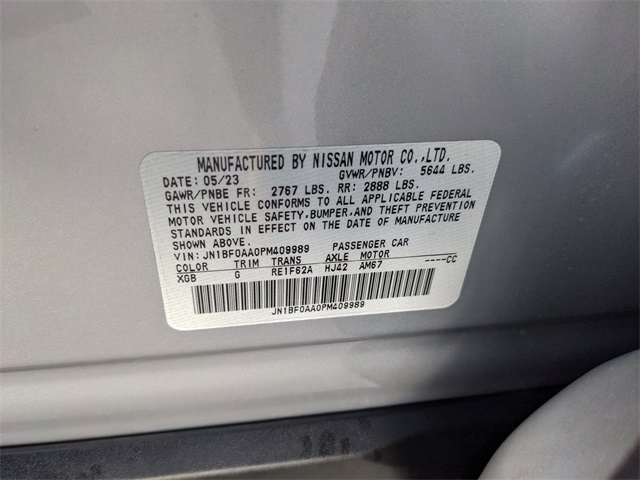 MANUFACTURED BY NISSAN MOTOR CO.,LTD.
DATE: 05/23 GVWR/PNBV: 5644 LBS.
GAWR/PNBE FR: 2767 LBS. RR: 2888 LBS.
THIS VEHICLE CONFORMS TO ALL APPLICABLE FEDERAL
MOTOR VEHICLE SAFETY,BUMPER,AND THEFT PREVENTION
STANDARDS IN EFFECT ON THE DATE OF MANUFACTURE
SHOWN ABOVE.
VIN: JN1BF0AA0PM409989 PASSENGER CAR
COLOR TRIM TRANS AXLE MOTOR
XGB G RE1F62A HJ42 AM67 ----CC
JN1BF0AA0PM409989